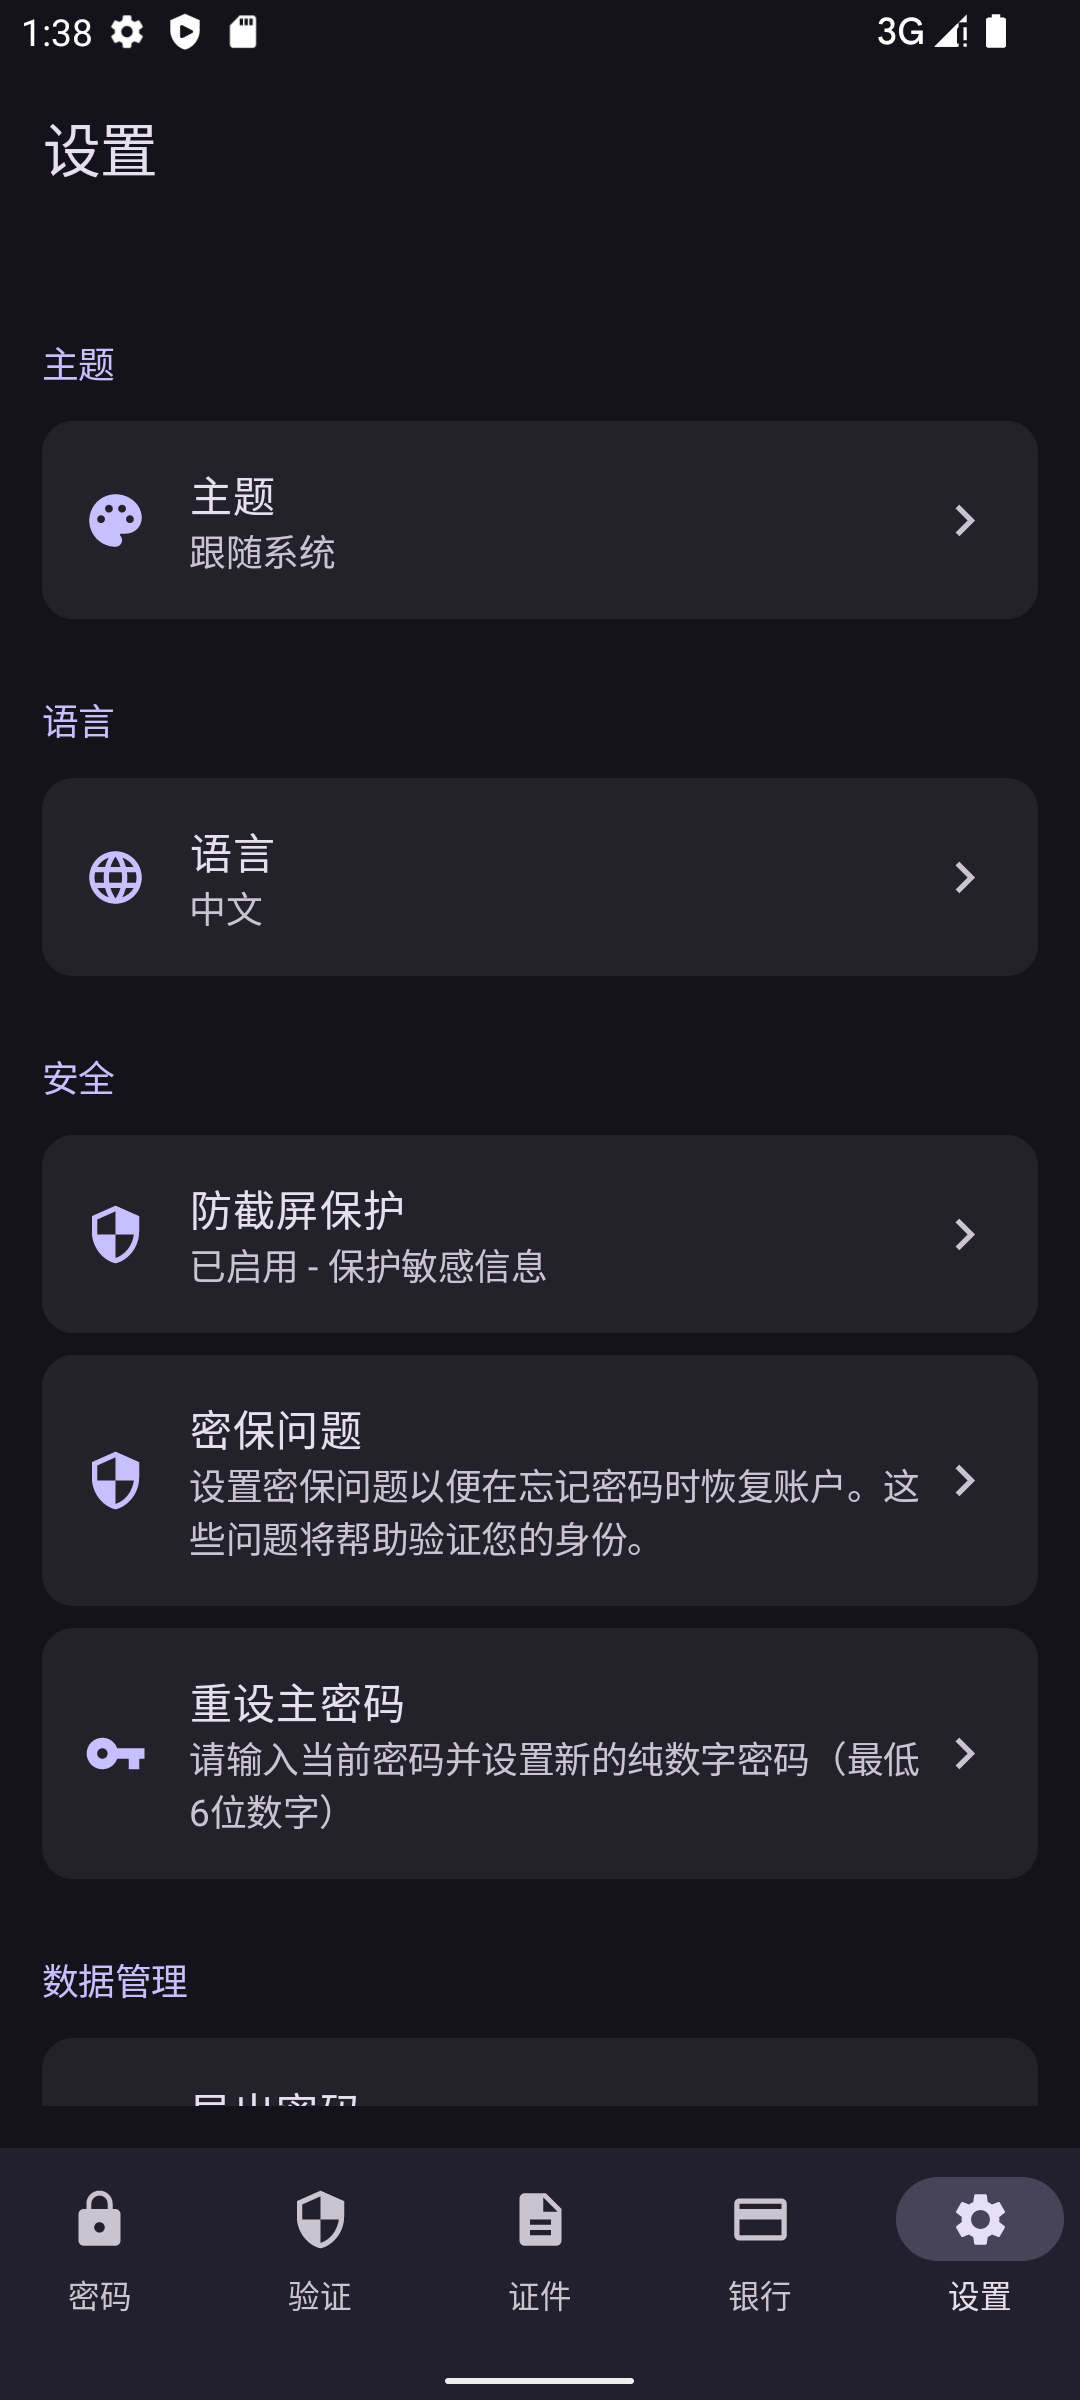 1:38
3G
设置
主题
主题
跟随系统
语言
语言
中文
安全
防截屏保护
已启用 - 保护敏感信息
密保问题
设置密保问题以便在忘记密码时恢复账户。这
些问题将帮助验证您的身份。
重设主密码
请输入当前密码并设置新的纯数字密码（最低
6位数字）
数据管理
密码
验证
证件
银行
设置